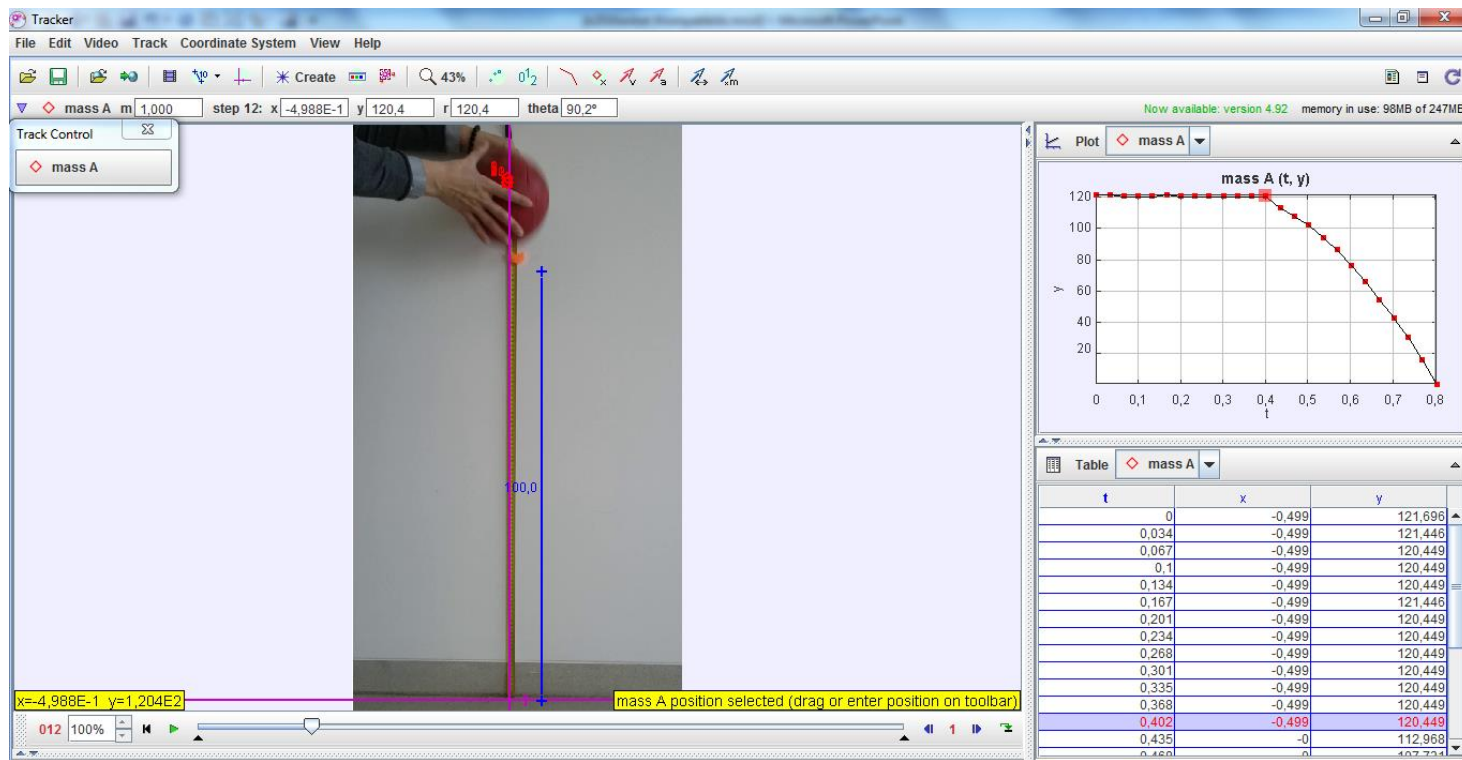 Tracker
File Edit Video Track Coordinate System View Help
Create 43% 0 1 2 x v a xm
mass A m 1,000 step 12: x -4,988E-1 y 120,4 r 120,4 theta 90,2º Now available: version 4.92 memory in use: 98MB of 247MB
Track Control
mass A
100,0
x=-4,988E-1 y=1,204E2
mass A position selected (drag or enter position on toolbar)
012 100% 1
Plot mass A
mass A (t, y)
120
100
80
y
60
40
20
0 0,1 0,2 0,3 0,4 0,5 0,6 0,7 0,8
t
Table mass A
t x y
0 -0,499 121,696
0,034 -0,499 121,446
0,067 -0,499 120,449
0,1 -0,499 120,449
0,134 -0,499 120,449
0,167 -0,499 121,446
0,201 -0,499 120,449
0,234 -0,499 120,449
0,268 -0,499 120,449
0,301 -0,499 120,449
0,335 -0,499 120,449
0,368 -0,499 120,449
0,402 -0,499 120,449
0,435 -0 112,968